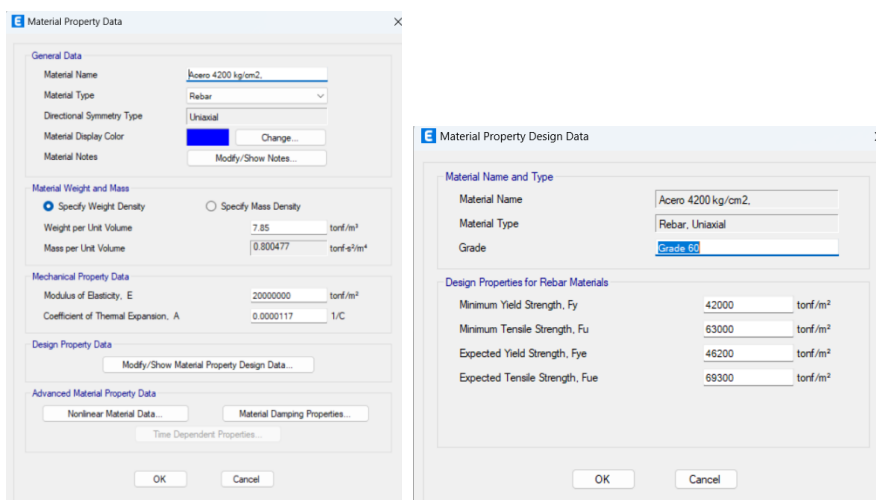 E Material Property Data
General Data
Material Name Acero 4200 kg/cm2,
Material Type Rebar
Directional Symmetry Type Uniaxial
Material Display Color Change...
Material Notes Modify/Show Notes...
Material Weight and Mass
Specify Weight Density Specify Mass Density
Weight per Unit Volume 7.85 tonf/m³
Mass per Unit Volume 0.800477 tonf-s²/m⁴
Mechanical Property Data
Modulus of Elasticity, E 20000000 tonf/m²
Coefficient of Thermal Expansion, A 0.0000117 1/C
Design Property Data
Modify/Show Material Property Design Data...
Advanced Material Property Data
Nonlinear Material Data... Material Damping Properties...
Time Dependent Properties...
OK Cancel
E Material Property Design Data
Material Name and Type
Material Name Acero 4200 kg/cm2,
Material Type Rebar, Uniaxial
Grade Grade 60
Design Properties for Rebar Materials
Minimum Yield Strength, Fy 42000 tonf/m²
Minimum Tensile Strength, Fu 63000 tonf/m²
Expected Yield Strength, Fye 46200 tonf/m²
Expected Tensile Strength, Fue 69300 tonf/m²
OK Cancel